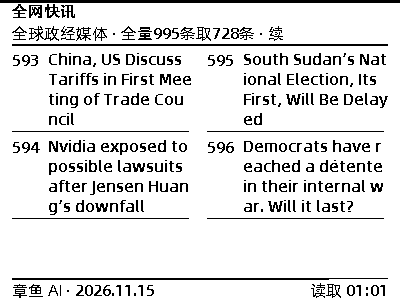 全网快讯
全球政经媒体 · 全量995条取728条 · 续
593 China, US Discuss
Tariffs in First Mee
ting of Trade Cou
ncil
594 Nvidia exposed to
possible lawsuits
after Jensen Huan
g’s downfall
595 South Sudan’s Nat
ional Election, Its
First, Will Be Delay
ed
596 Democrats have r
eached a détente
in their internal w
ar. Will it last?
章鱼 AI · 2026.11.15
读取 01:01